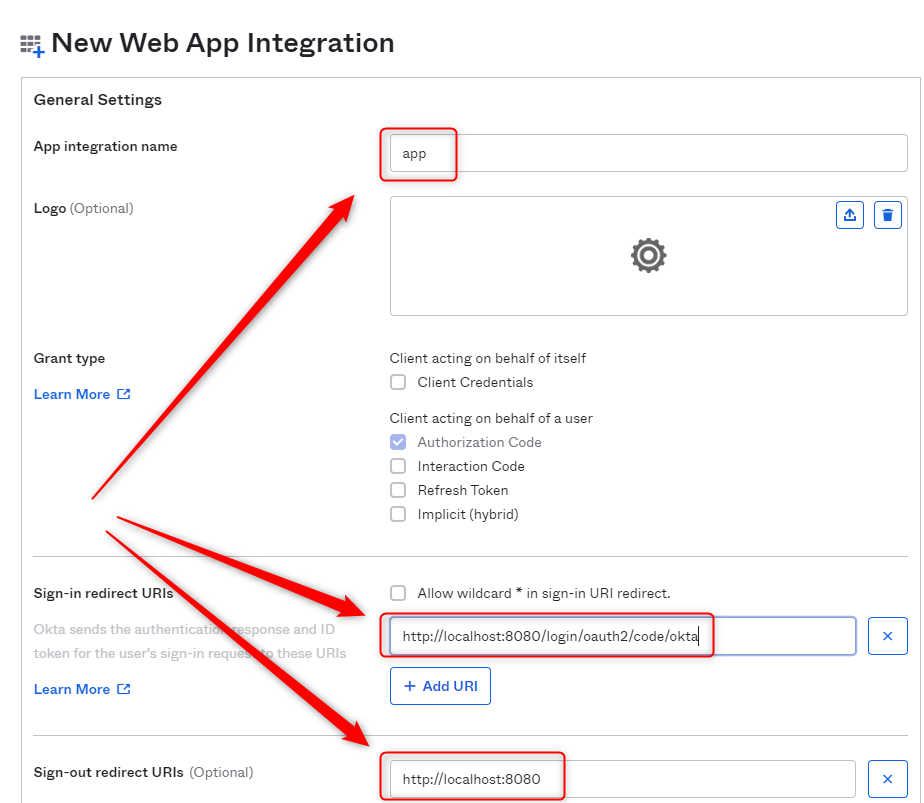 New Web App Integration
General Settings
App integration name
app
Logo (Optional)
Grant type
Learn More
Client acting on behalf of itself
Client Credentials
Client acting on behalf of a user
Authorization Code
Interaction Code
Refresh Token
Implicit (hybrid)
Sign-in redirect URIs
Okta sends the authentication response and ID
token for the user's sign-in request to these URIs
Learn More
Allow wildcard * in sign-in URI redirect.
http://localhost:8080/login/oauth2/code/okta
+ Add URI
Sign-out redirect URIs (Optional)
http://localhost:8080